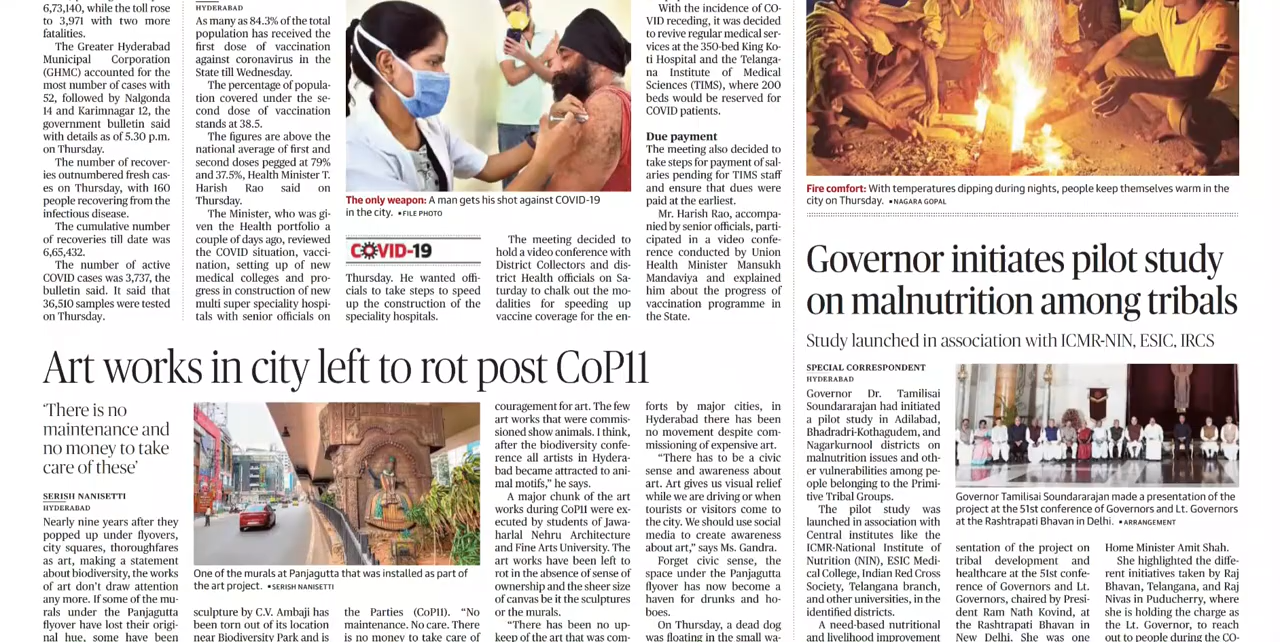 6,73,140, while the toll rose
to 3,971 with two more
fatalities.
The Greater Hyderabad
Municipal Corporation
(GHMC) accounted for the
most number of cases with
52, followed by Nalgonda
14 and Karimnagar 12, the
government bulletin said
with details as of 5.30 p.m.
on Thursday.
The number of recover-
ies outnumbered fresh cas-
es on Thursday, with 160
people recovering from the
infectious disease.
The cumulative number
of recoveries till date was
6,65,432.
The number of active
COVID cases was 3,737, the
bulletin said. It said that
36,510 samples were tested
on Thursday.
HYDERABAD
As many as 84.3% of the total
population has received the
first dose of vaccination
against coronavirus in the
State till Wednesday.
The percentage of popula-
tion covered under the se-
cond dose of vaccination
stands at 38.5.
The figures are above the
national average of first and
second doses pegged at 79%
and 37.5%, Health Minister T.
Harish Rao said on
Thursday.
The Minister, who was gi-
ven the Health portfolio a
couple of days ago, reviewed
the COVID situation, vacci-
nation, setting up of new
medical colleges and pro-
gress in construction of new
multi super speciality hospi-
tals with senior officials on
The only weapon: A man gets his shot against COVID-19
in the city. •FILE PHOTO
COVID-19
Thursday. He wanted offi-
cials to take steps to speed
up the construction of the
speciality hospitals.
The meeting decided to
hold a video conference with
District Collectors and dis-
trict Health officials on Sa-
turday to chalk out the mo-
dalities for speeding up
vaccine coverage for the en-
With the incidence of CO-
VID receding, it was decided
to revive regular medical ser-
vices at the 350-bed King Ko-
ti Hospital and the Telanga-
na Institute of Medical
Sciences (TIMS), where 200
beds would be reserved for
COVID patients.
Due payment
The meeting also decided to
take steps for payment of sal-
aries pending for TIMS staff
and ensure that dues were
paid at the earliest.
Mr. Harish Rao, accompa-
nied by senior officials, parti-
cipated in a video confe-
rence conducted by Union
Health Minister Mansukh
Mandaviya and explained
him about the progress of
vaccination programme in
the State.
Fire comfort: With temperatures dipping during nights, people keep themselves warm in the
city on Thursday. •NAGARA GOPAL
Governor initiates pilot study
on malnutrition among tribals
Study launched in association with ICMR-NIN, ESIC, IRCS
SPECIAL CORRESPONDENT
HYDERABAD
Governor Dr. Tamilisai
Soundararajan had initiated
a pilot study in Adilabad,
Bhadradri-Kothagudem, and
Nagarkurnool districts on
malnutrition issues and oth-
er vulnerabilities among pe-
ople belonging to the Primi-
tive Tribal Groups.
The pilot study was
launched in association with
Central institutes like the
ICMR-National Institute of
Nutrition (NIN), ESIC Medi-
cal College, Indian Red Cross
Society, Telangana branch,
and other universities, in the
identified districts.
A need-based nutrition
and livelihood improvement
Governor Tamilisai Soundararajan made a presentation of the
project at the 51st conference of Governors and Lt. Governors
at the Rashtrapati Bhavan in Delhi. •ARRANGEMENT
sentation of the project on
tribal development and
healthcare at the 51st confe-
rence of Governors and Lt.
Governors, chaired by Presi-
dent Ram Nath Kovind, at
the Rashtrapati Bhavan in
New Delhi. She was one
Home Minister Amit Shah.
She highlighted the diffe-
rent initiatives taken by Raj
Bhavan, Telangana, and Raj
Nivas in Puducherry, where
she is holding the charge as
the Lt. Governor, to reach
out to people during the CO-
Art works in city left to rot post CoP11
‘There is no
maintenance and
no money to take
care of these’
SERISH NANISETTI
HYDERABAD
Nearly nine years after they
popped up under flyovers,
city squares, thoroughfares
as art, making a statement
about biodiversity, the works
of art don’t draw attention
any more. If some of the mu-
rals under the Panjagutta
flyover have lost their origi-
nal hue, some have been
One of the murals at Panjagutta that was installed as part of
the art project. •SERISH NANISETTI
sculpture by C.V. Ambaji has
been torn out of its location
near Biodiversity Park and is
the Parties (CoP11). “No
maintenance. No care. There
is no money to take care of
couragement for art. The few
art works that were commis-
sioned show animals. I think,
after the biodiversity confe-
rence all artists in Hydera-
bad became attracted to ani-
mal motifs,” he says.
A major chunk of the art
works during CoP11 were ex-
ecuted by students of Jawa-
harlal Nehru Architecture
and Fine Arts University. The
art works have been left to
rot in the absence of sense of
ownership and the sheer size
of canvas be it the sculptures
or the murals.
“There has been no up-
keep of the art that was com-
forts by major cities, in
Hyderabad there has been
no movement despite com-
missioning of expensive art.
“There has to be a civic
sense and awareness about
art. Art gives us visual relief
while we are driving or when
tourists or visitors come to
the city. We should use social
media to create awareness
about art,” says Ms. Gandra.
Forget civic sense, the
space under the Panjagutta
flyover has now become a
haven for drunks and ho-
boes.
On Thursday, a dead dog
was floating in the small wa-